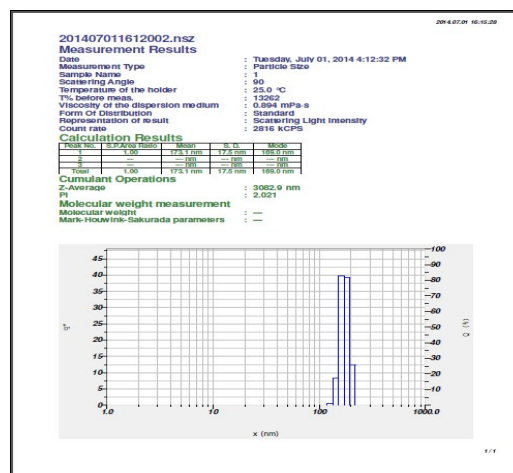 2014.07.01 16:15:28
201407011612002.nsz
Measurement Results
Date : Tuesday, July 01, 2014 4:12:32 PM
Measurement Type : Particle Size
Sample Name : 1
Scattering Angle : 90
Temperature of the holder : 25.0 °C
T% before meas. : 13262
Viscosity of the dispersion medium : 0.894 mPa·s
Form Of Distribution : Standard
Representation of result : Scattering Light Intensity
Count rate : 2816 kCPS
Calculation Results
Peak No. S.P.Area Ratio Mean S. D. Mode
1 1.00 173.1 nm 17.5 nm 169.0 nm
2 --- --- nm --- nm --- nm
3 --- --- nm --- nm --- nm
Total 1.00 173.1 nm 17.5 nm 169.0 nm
Cumulant Operations
Z-Average : 3082.9 nm
PI : 2.021
Molecular weight measurement
Molecular weight : ---
Mark-Houwink-Sakurada parameters : ---
45
40
35
30
25
20
15
10
5
0
q*
100
90
80
70
60
50
40
30
20
10
Q (%)
1.0 10 100 1000.0
x (nm)
1 / 1